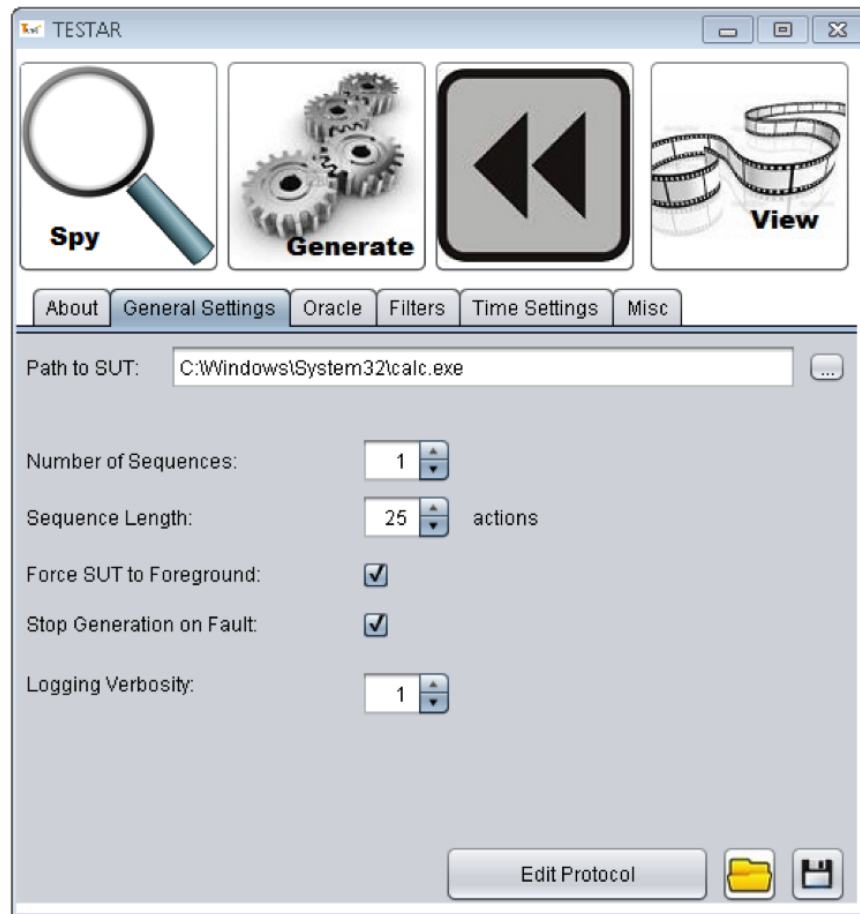 TESTAR
Spy
Generate
View
About General Settings Oracle Filters Time Settings Misc
Path to SUT: C:\Windows\System32\calc.exe ...
Number of Sequences: 1
Sequence Length: 25 actions
Force SUT to Foreground:
Stop Generation on Fault:
Logging Verbosity: 1
Edit Protocol